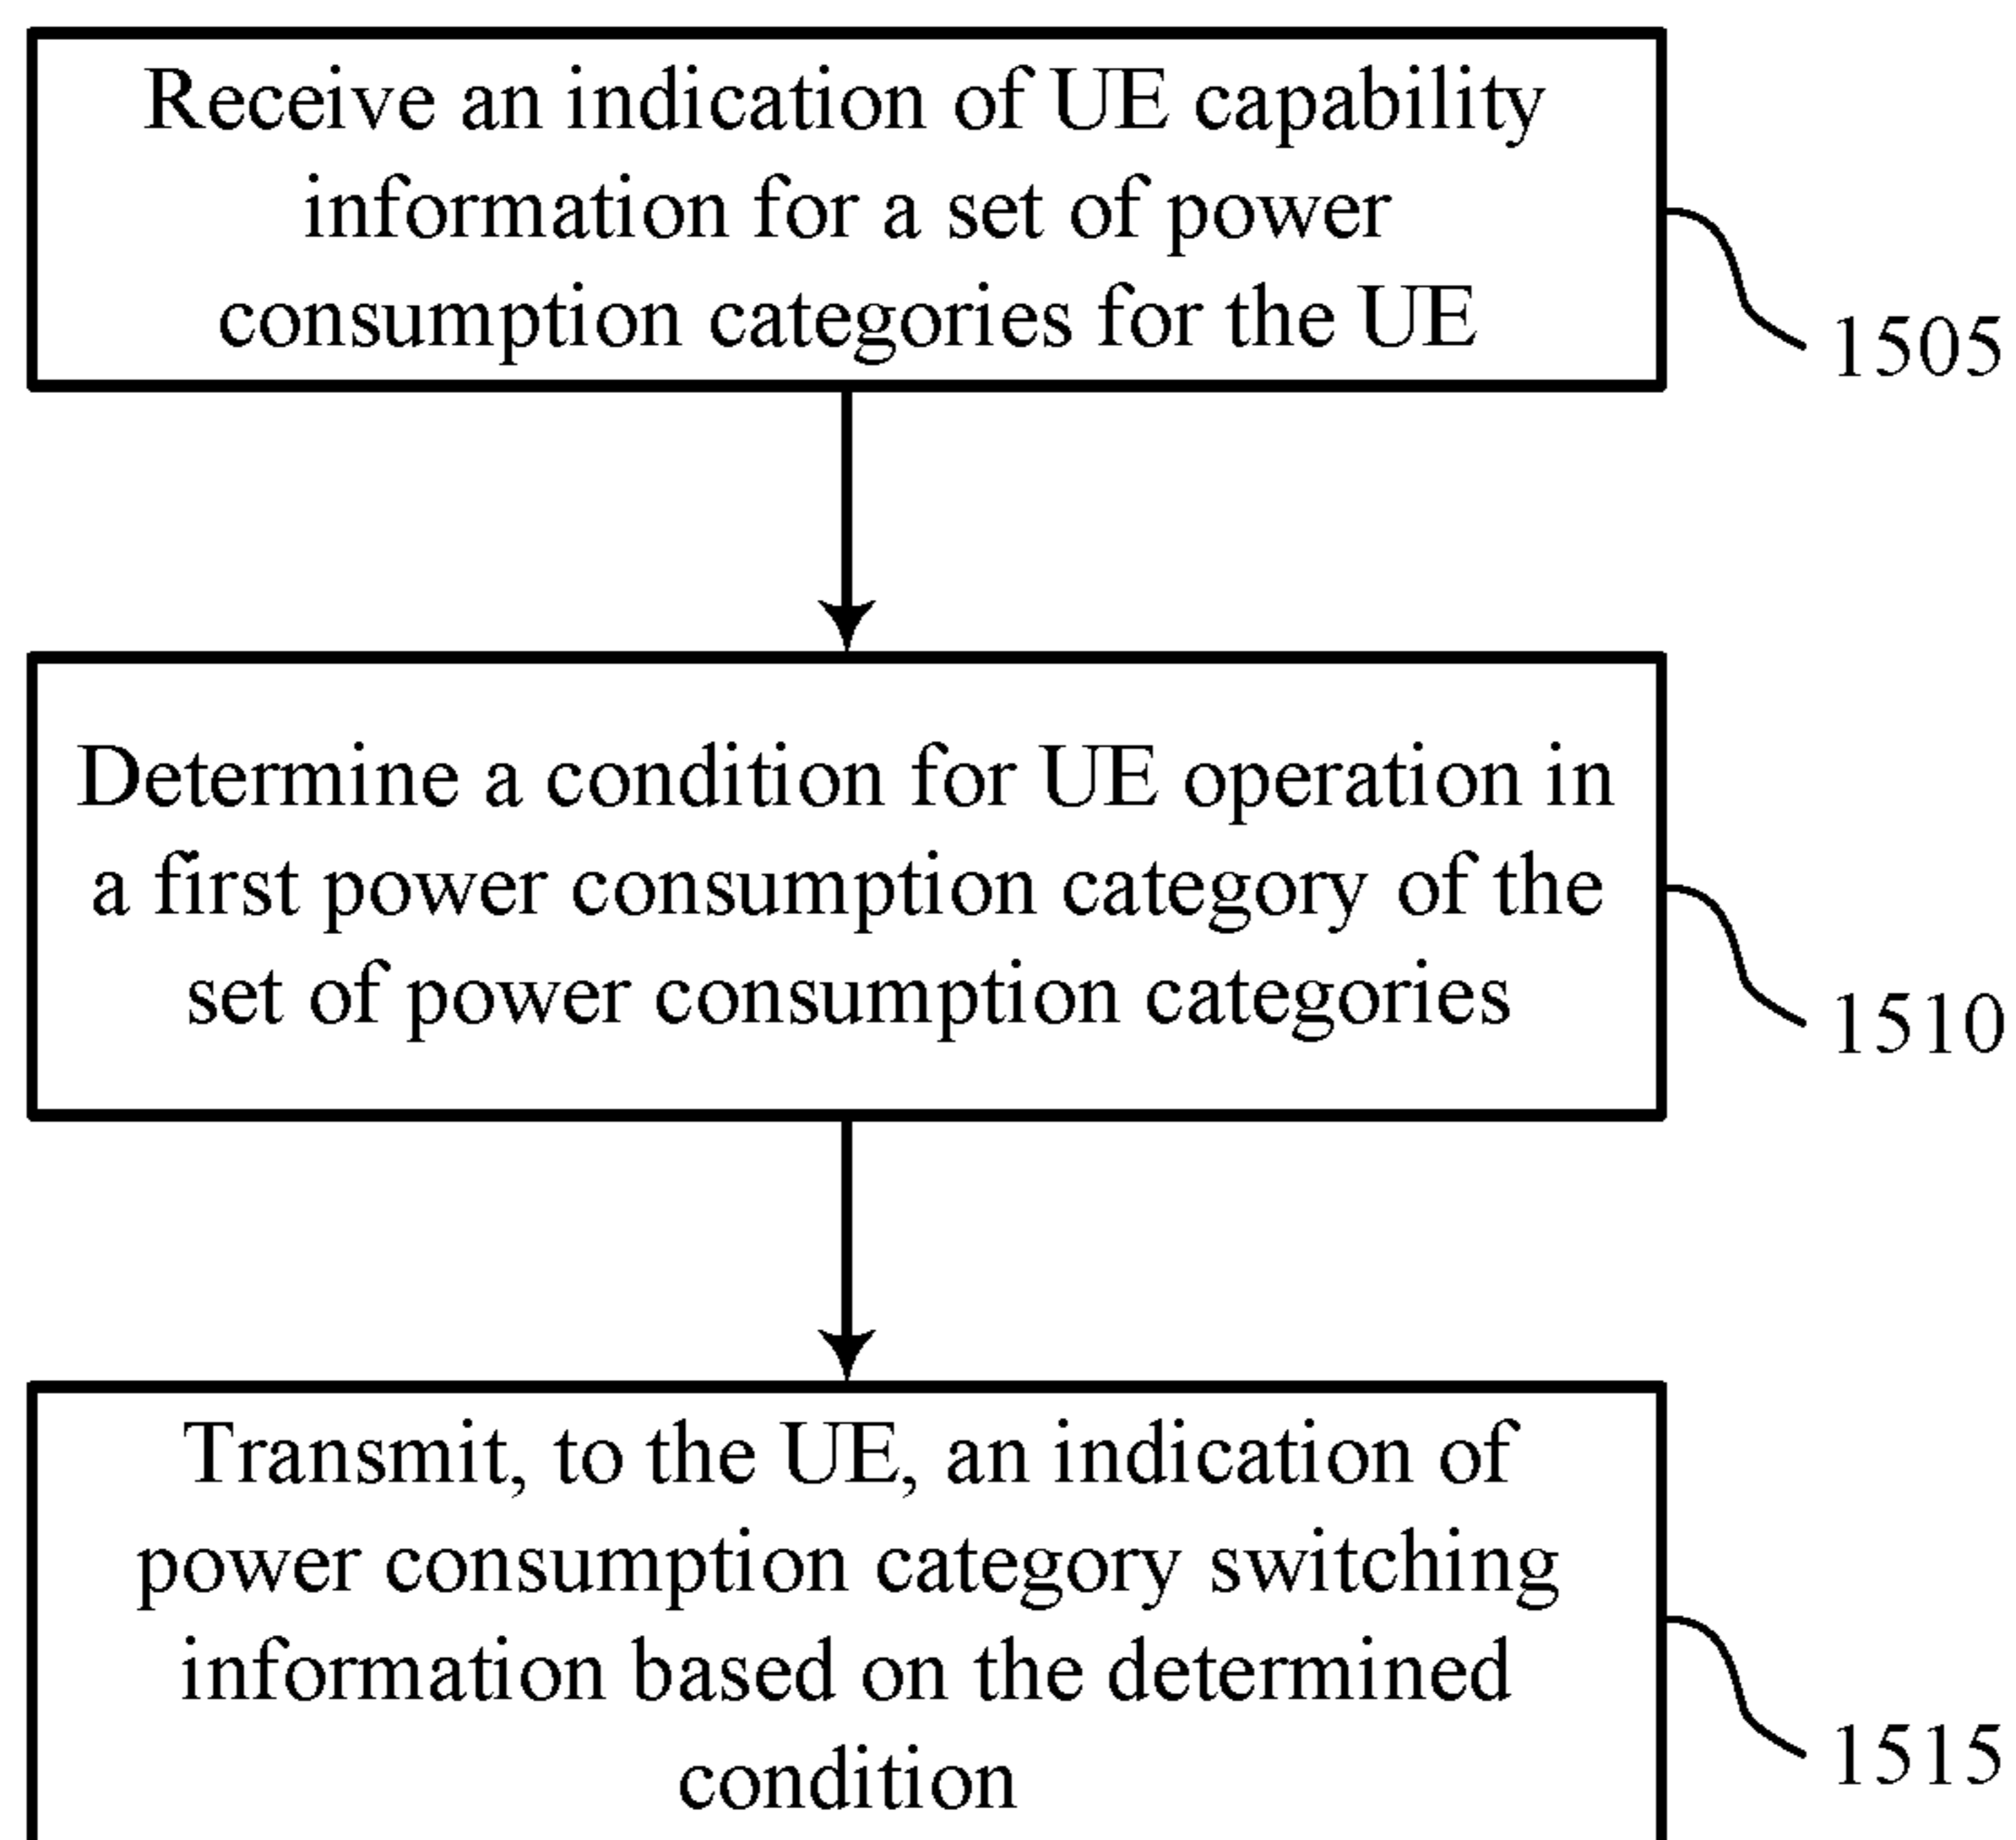 Receive an indication of UE capability
information for a set of power
consumption categories for the UE
1505
Determine a condition for UE operation in
a first power consumption category of the
set of power consumption categories
1510
Transmit, to the UE, an indication of
power consumption category switching
information based on the determined
condition
1515